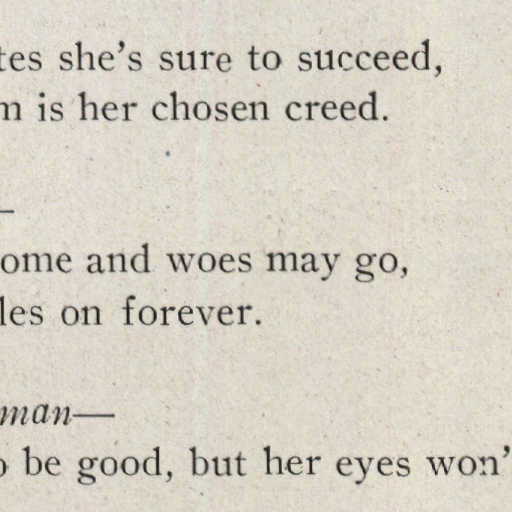 tes she's sure to succeed,
m is her chosen creed.
—
ome and woes may go,
les on forever.
man—
o be good, but her eyes won'